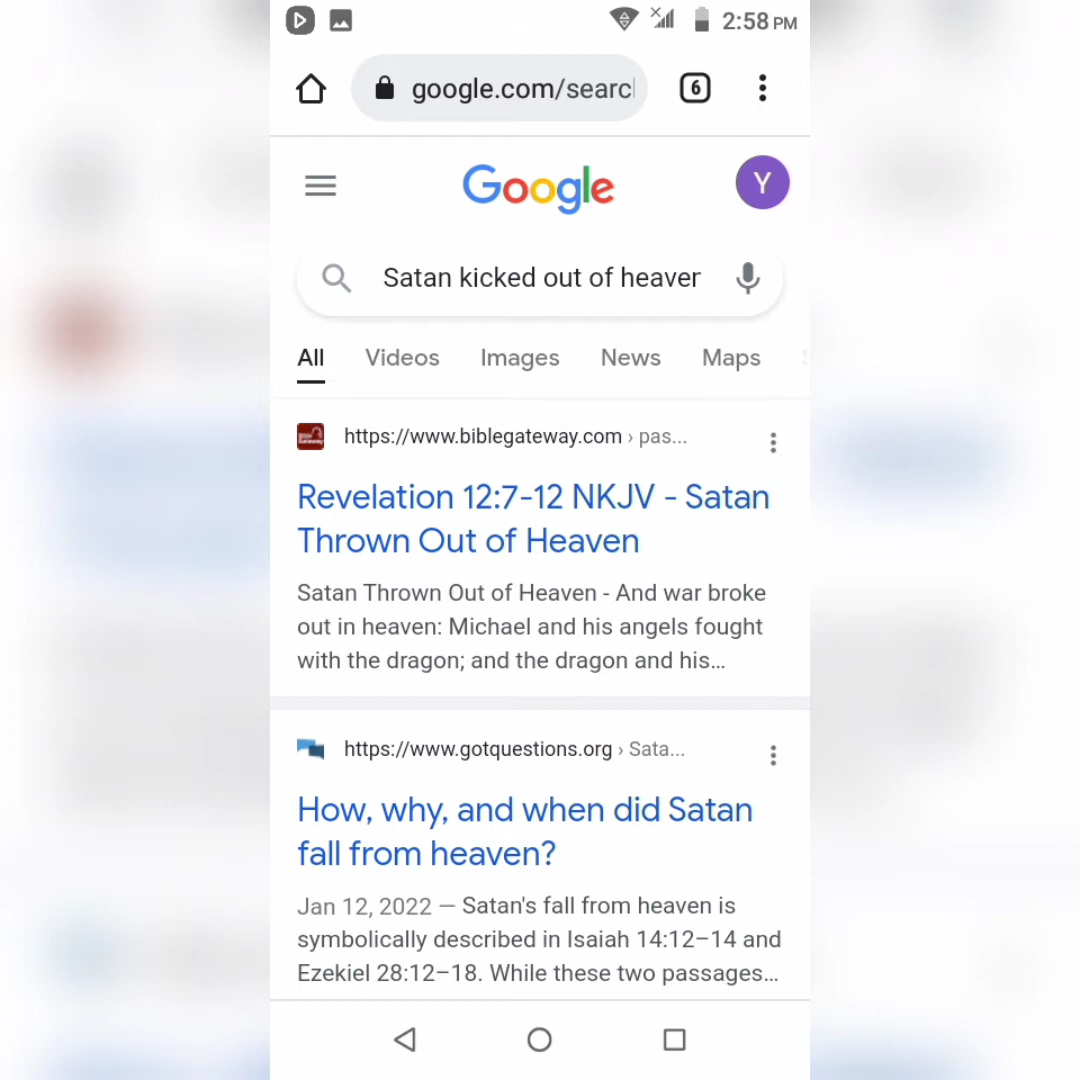 2:58 PM
google.com/searc
6
Google
Y
Satan kicked out of heaver
All Videos Images News Maps
https://www.biblegateway.com › pas...
Revelation 12:7-12 NKJV - Satan
Thrown Out of Heaven
Satan Thrown Out of Heaven - And war broke
out in heaven: Michael and his angels fought
with the dragon; and the dragon and his...
https://www.gotquestions.org › Sata...
How, why, and when did Satan
fall from heaven?
Jan 12, 2022 — Satan's fall from heaven is
symbolically described in Isaiah 14:12–14 and
Ezekiel 28:12–18. While these two passages...